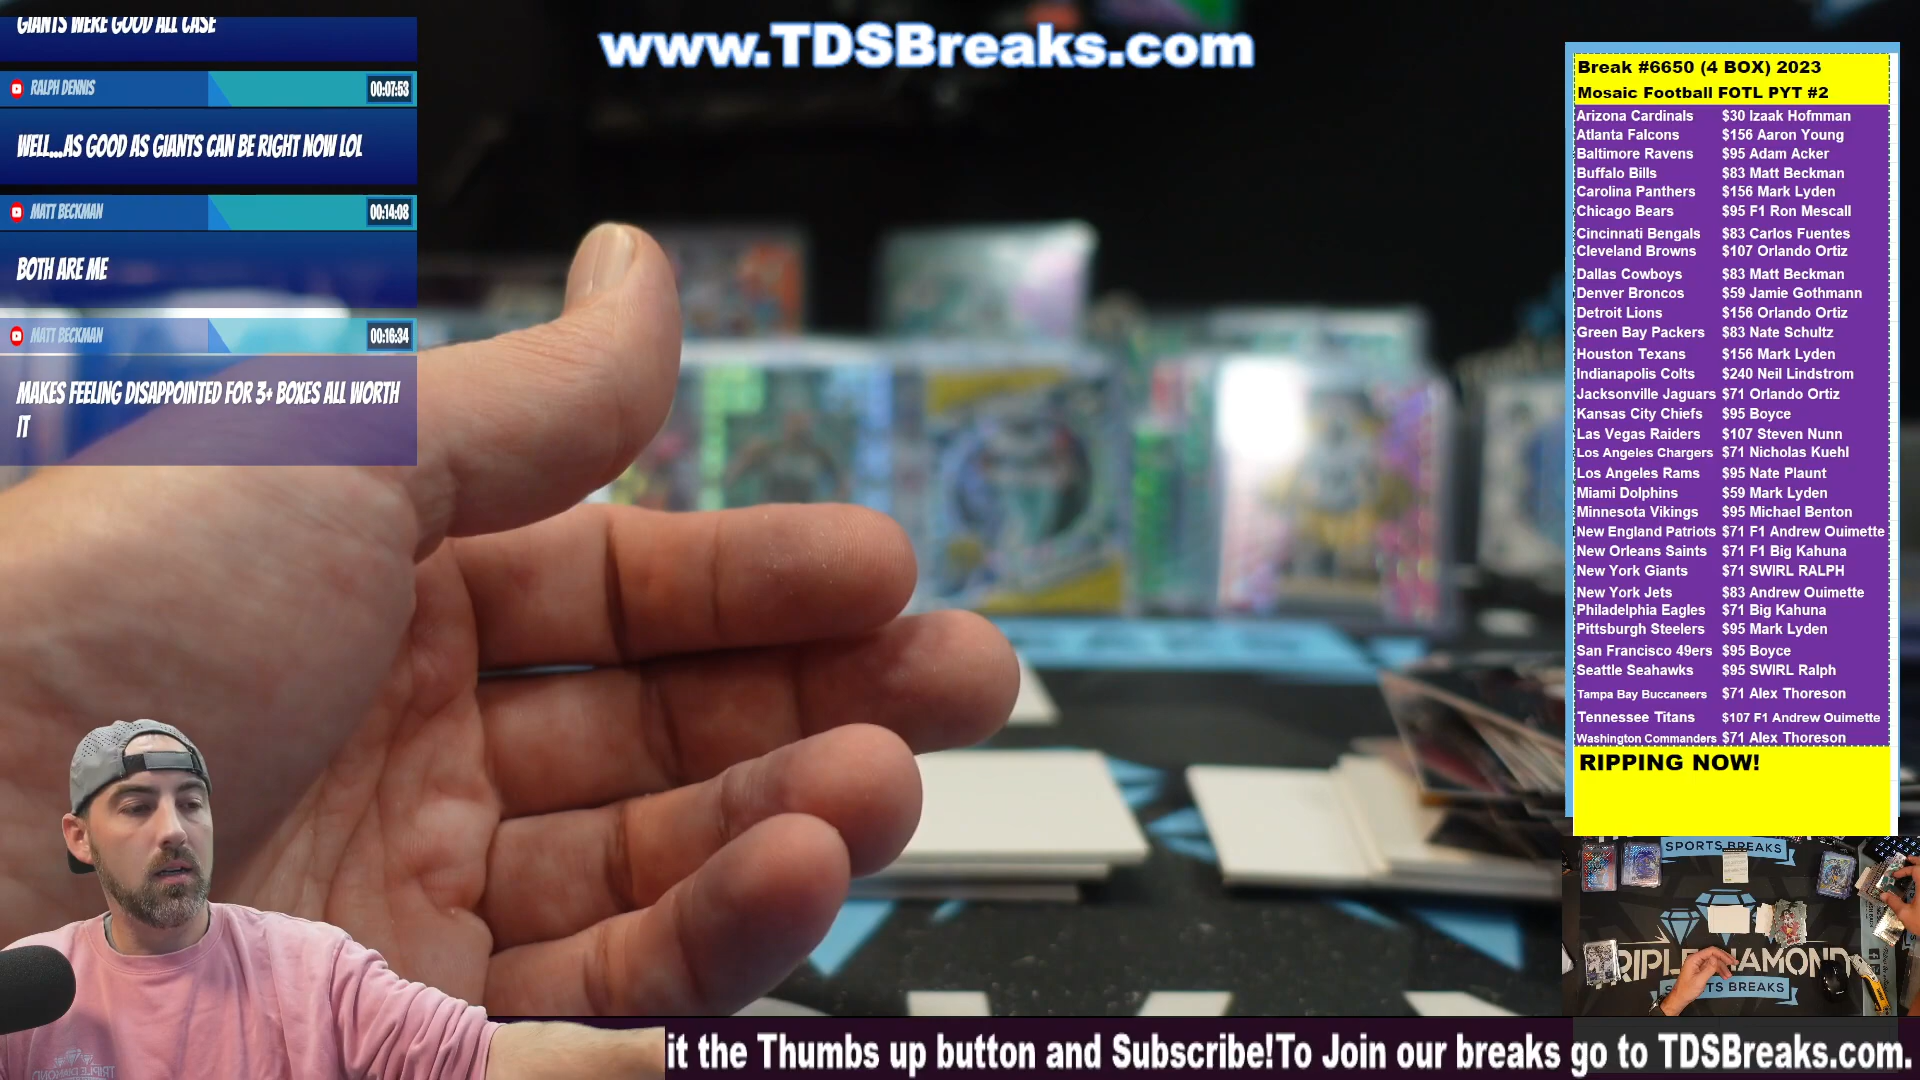 GIANTS WERE GOOD ALL CASE
RALPH DENNIS 00:07:53
WELL...AS GOOD AS GIANTS CAN BE RIGHT NOW LOL
MATT BECKMAN 00:14:08
BOTH ARE ME
MATT BECKMAN 00:16:34
MAKES FEELING DISAPPOINTED FOR 3+ BOXES ALL WORTH
IT
www.TDSBreaks.com
Break #6650 (4 BOX) 2023
Mosaic Football FOTL PYT #2
Arizona Cardinals $30 Izaak Hofmman
Atlanta Falcons $156 Aaron Young
Baltimore Ravens $95 Adam Acker
Buffalo Bills $83 Matt Beckman
Carolina Panthers $156 Mark Lyden
Chicago Bears $95 F1 Ron Mescall
Cincinnati Bengals $83 Carlos Fuentes
Cleveland Browns $107 Orlando Ortiz
Dallas Cowboys $83 Matt Beckman
Denver Broncos $59 Jamie Gothmann
Detroit Lions $156 Orlando Ortiz
Green Bay Packers $83 Nate Schultz
Houston Texans $156 Mark Lyden
Indianapolis Colts $240 Neil Lindstrom
Jacksonville Jaguars $71 Orlando Ortiz
Kansas City Chiefs $95 Boyce
Las Vegas Raiders $107 Steven Nunn
Los Angeles Chargers $71 Nicholas Kuehl
Los Angeles Rams $95 Nate Plaunt
Miami Dolphins $59 Mark Lyden
Minnesota Vikings $95 Michael Benton
New England Patriots $71 F1 Andrew Ouimette
New Orleans Saints $71 F1 Big Kahuna
New York Giants $71 SWIRL RALPH
New York Jets $83 Andrew Ouimette
Philadelphia Eagles $71 Big Kahuna
Pittsburgh Steelers $95 Mark Lyden
San Francisco 49ers $95 Boyce
Seattle Seahawks $95 SWIRL Ralph
Tampa Bay Buccaneers $71 Alex Thoreson
Tennessee Titans $107 F1 Andrew Ouimette
Washington Commanders $71 Alex Thoreson
RIPPING NOW!
SPORTS BREAKS
SPORTS BREAKS
it the Thumbs up button and Subscribe!To Join our breaks go to TDSBreaks.com.